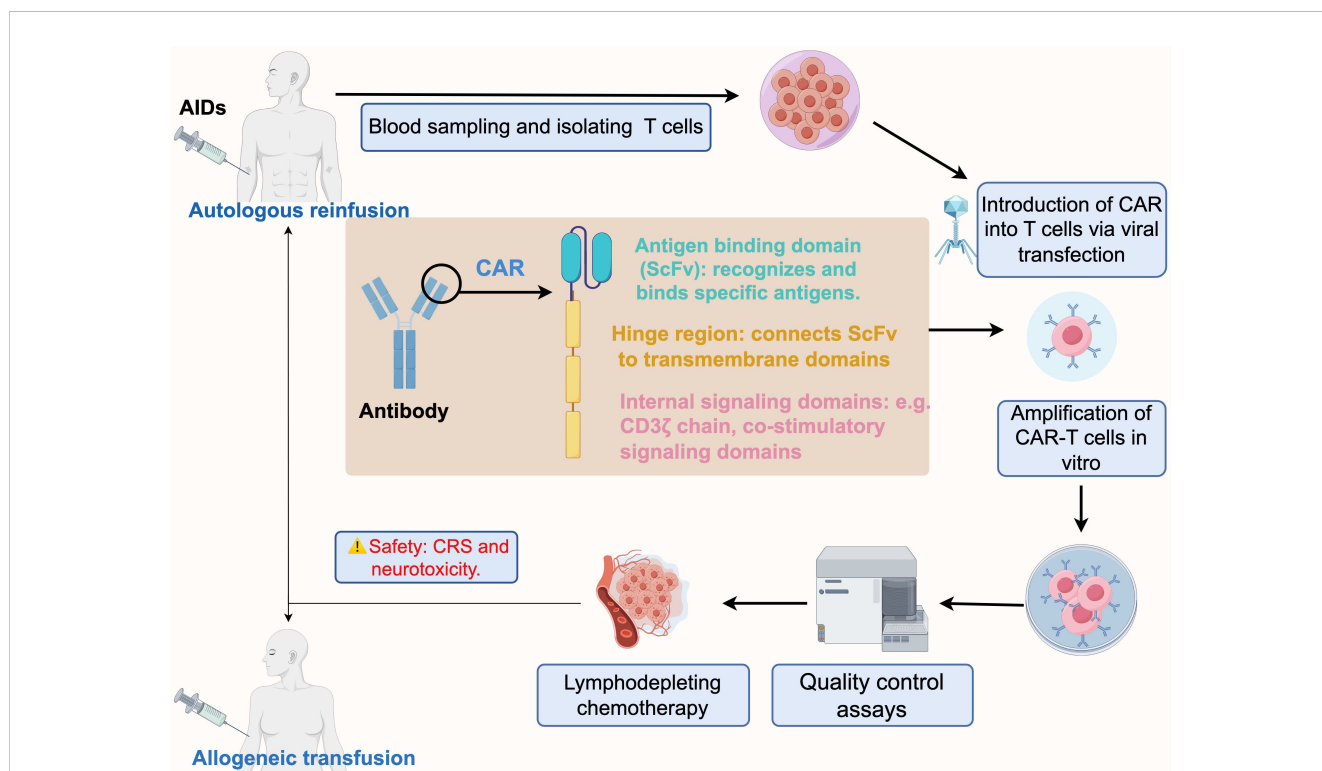 AIDs
Blood sampling and isolating T cells
Autologous reinfusion
Introduction of CAR
into T cells via viral
transfection
CAR
Antibody
Antigen binding domain
(ScFv): recognizes and
binds specific antigens.
Hinge region: connects ScFv
to transmembrane domains
Internal signaling domains: e.g.
CD3ζ chain, co-stimulatory
signaling domains
Amplification of
CAR-T cells in
vitro
Safety: CRS and
neurotoxicity.
Lymphodepleting
chemotherapy
Quality control
assays
Allogeneic transfusion